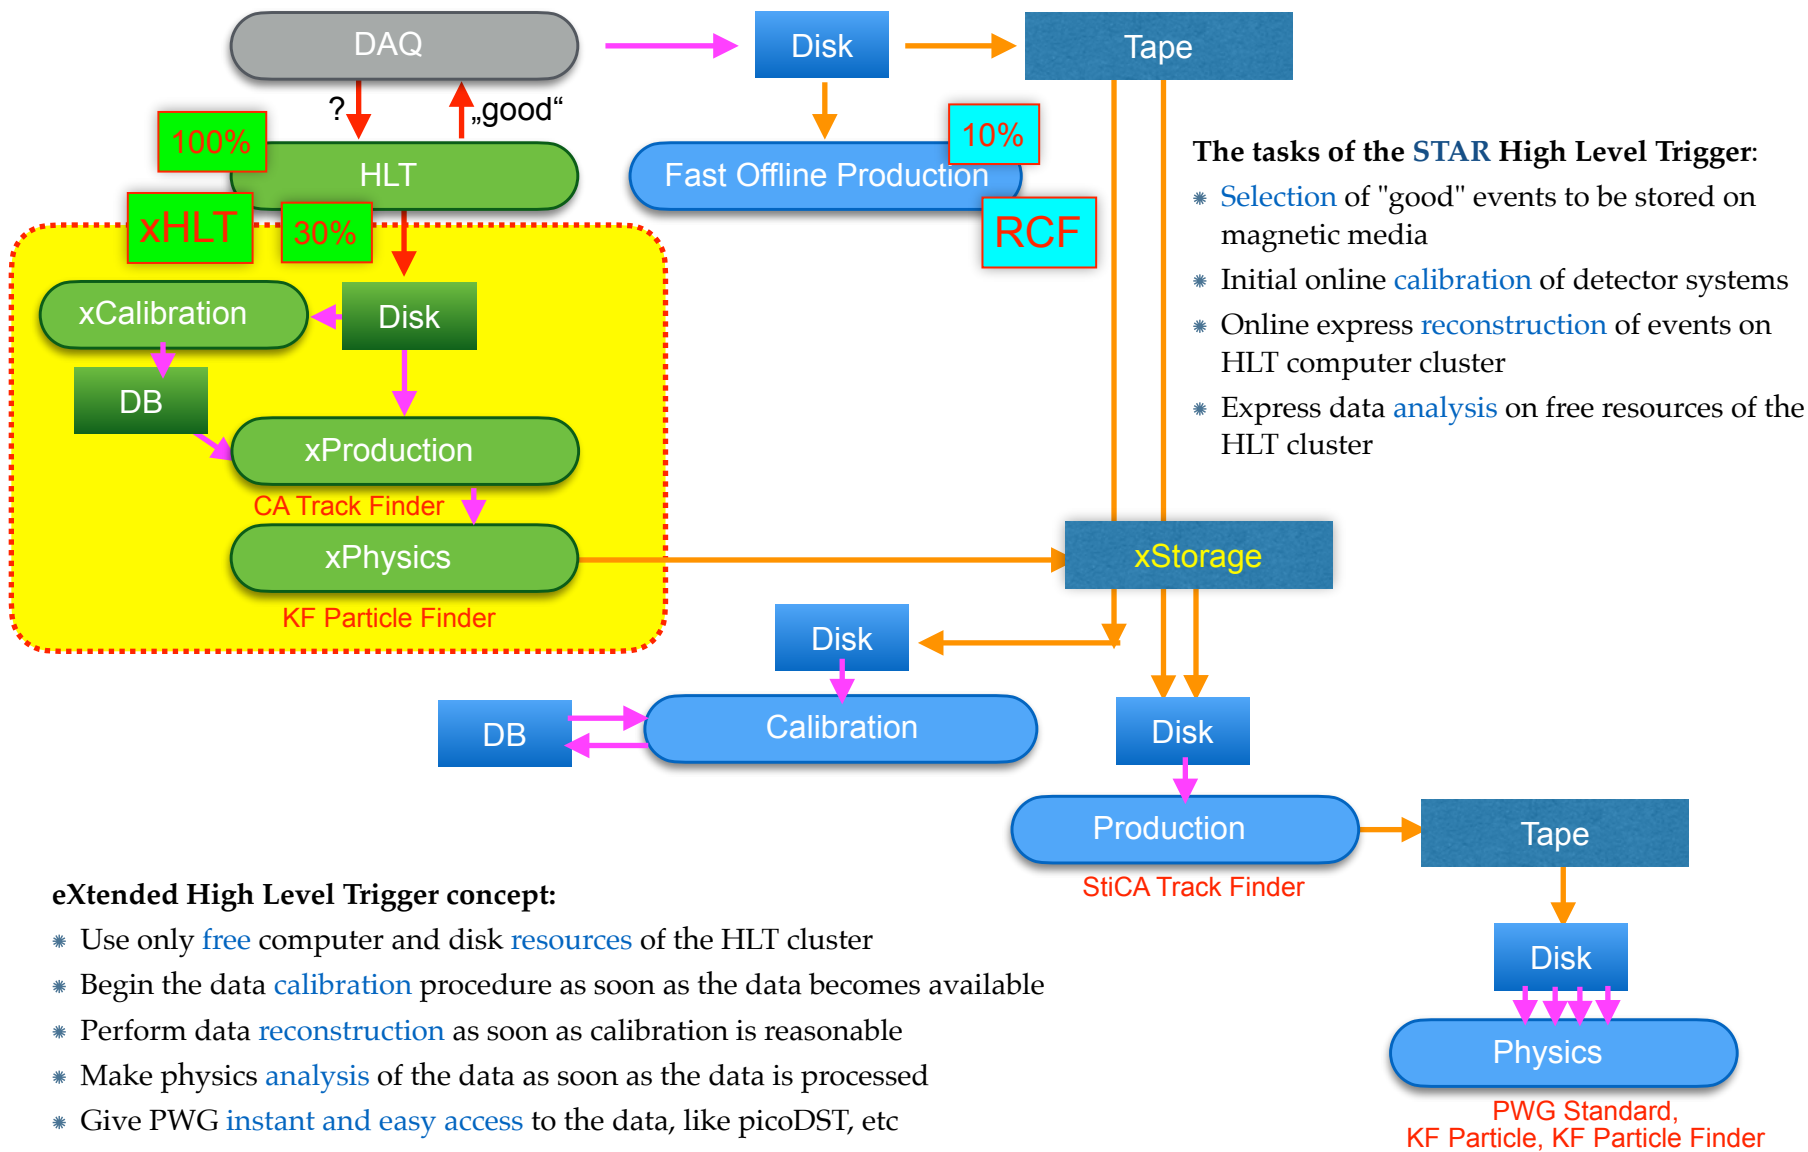 DAQ
Disk
Tape
?
„good“
100%
10%
HLT
Fast Offline Production
xHLT
30%
RCF
The tasks of the STAR High Level Trigger:
Selection of "good" events to be stored on
magnetic media
Initial online calibration of detector systems
Online express reconstruction of events on
HLT computer cluster
Express data analysis on free resources of the
HLT cluster
xCalibration
Disk
DB
xProduction
CA Track Finder
xPhysics
KF Particle Finder
xStorage
Disk
DB
Calibration
Disk
Production
StiCA Track Finder
Tape
Disk
Physics
PWG Standard,
KF Particle, KF Particle Finder
eXtended High Level Trigger concept:
Use only free computer and disk resources of the HLT cluster
Begin the data calibration procedure as soon as the data becomes available
Perform data reconstruction as soon as calibration is reasonable
Make physics analysis of the data as soon as the data is processed
Give PWG instant and easy access to the data, like picoDST, etc